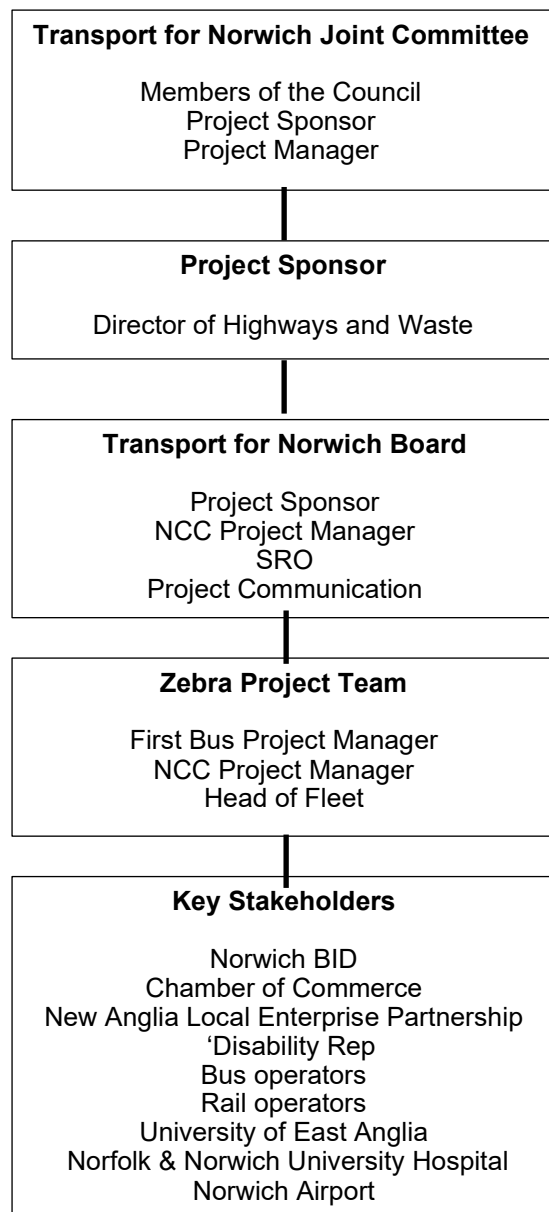 Transport for Norwich Joint Committee
Members of the Council
Project Sponsor
Project Manager
Project Sponsor
Director of Highways and Waste
Transport for Norwich Board
Project Sponsor
NCC Project Manager
SRO
Project Communication
Zebra Project Team
First Bus Project Manager
NCC Project Manager
Head of Fleet
Key Stakeholders
Norwich BID
Chamber of Commerce
New Anglia Local Enterprise Partnership
‘Disability Rep
Bus operators
Rail operators
University of East Anglia
Norfolk & Norwich University Hospital
Norwich Airport